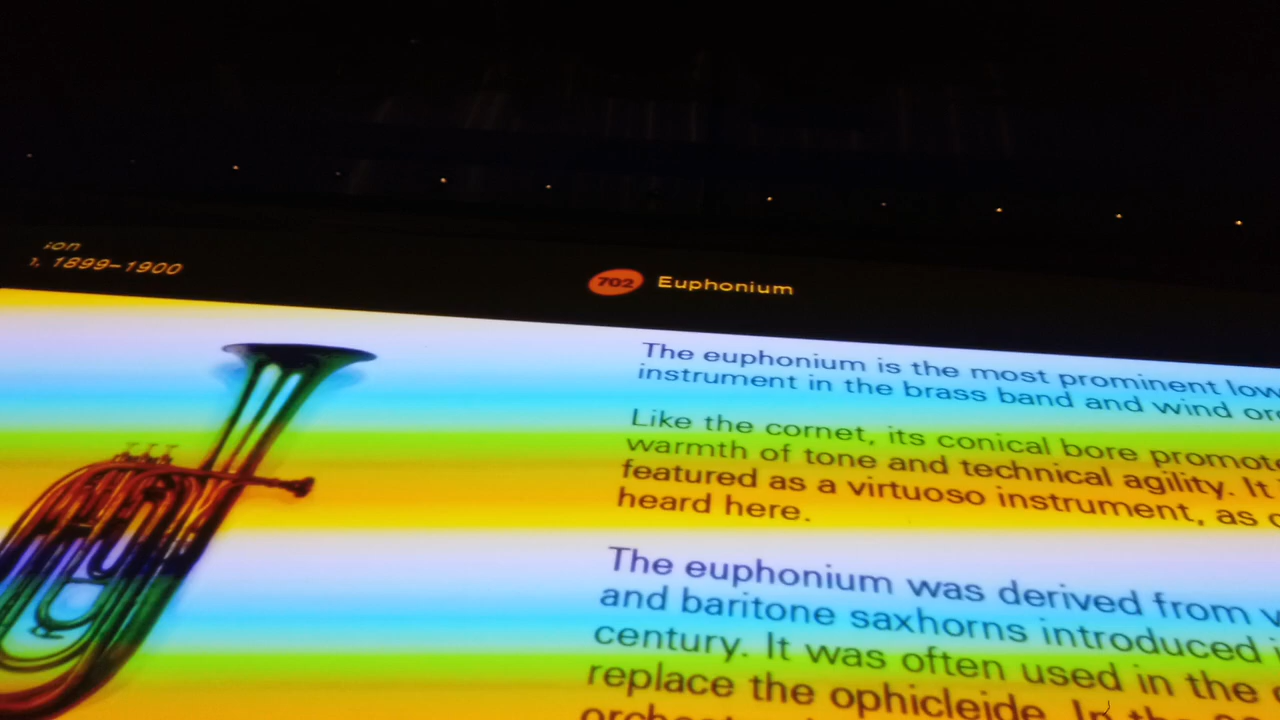 1899–1900
702 Euphonium
The euphonium is the most prominent low
instrument in the brass band and wind
Like the cornet, its conical bore
warmth of tone and technical agility. It
featured as a virtuoso instrument, as
heard here.
The euphonium was derived from
and baritone saxhorns introduced
century. It was often used in the
replace the ophicleide. In the